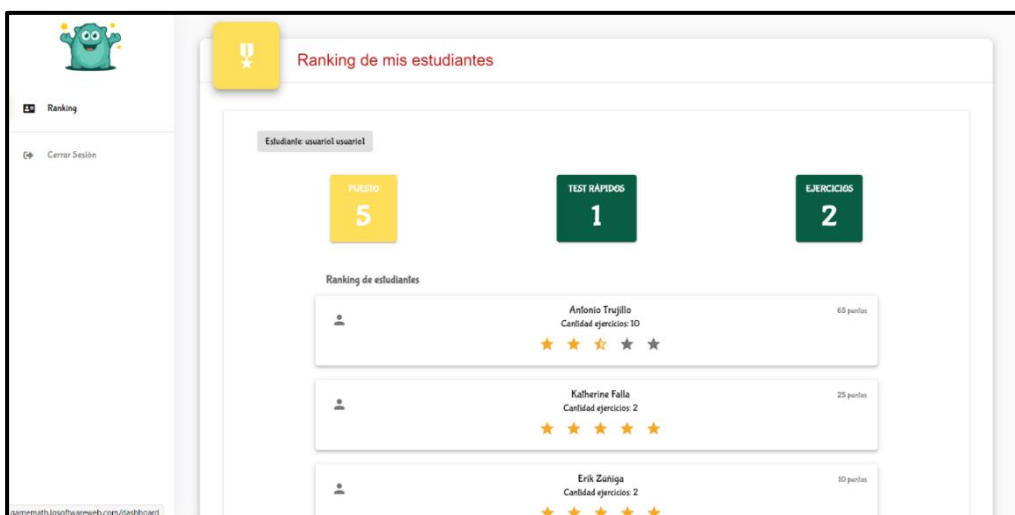 Ranking de mis estudiantes
Ranking
Cerrar Sesión
Estudiante: usuario1 usuario1
PUESTO
5
TEST RÁPIDOS
1
EJERCICIOS
2
Ranking de estudiantes
Antonio Trujillo
65 puntos
Cantidad ejercicios: 10
Katherine Falla
25 puntos
Cantidad ejercicios: 2
Erik Zúñiga
10 puntos
Cantidad ejercicios: 2
gamemath.lqsoftwareweb.com/dashboard